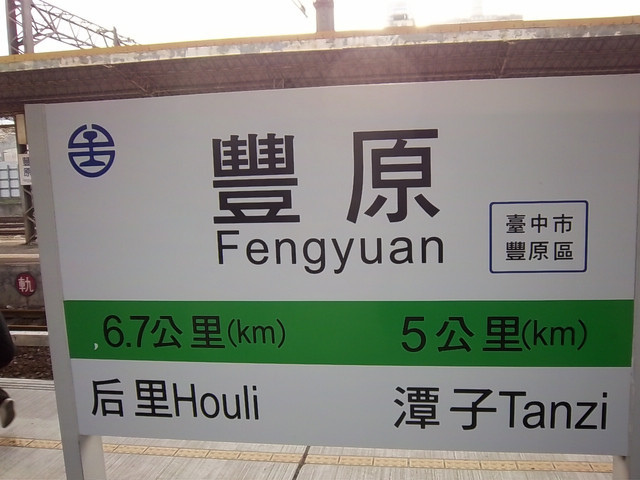 豐原
Fengyuan
臺中市
豐原區
6.7公里(km)
5公里(km)
后里Houli
潭子Tanzi
軌